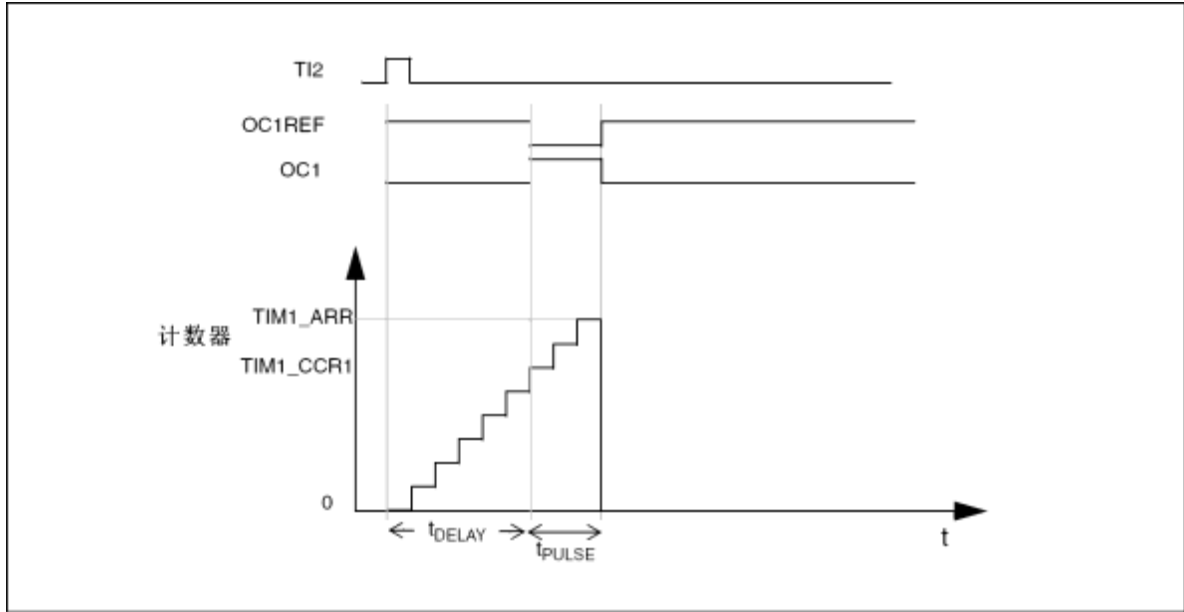 TI2
OC1REF
OC1
TIM1_ARR
计数器
TIM1_CCR1
0
tDELAY
tPULSE
t